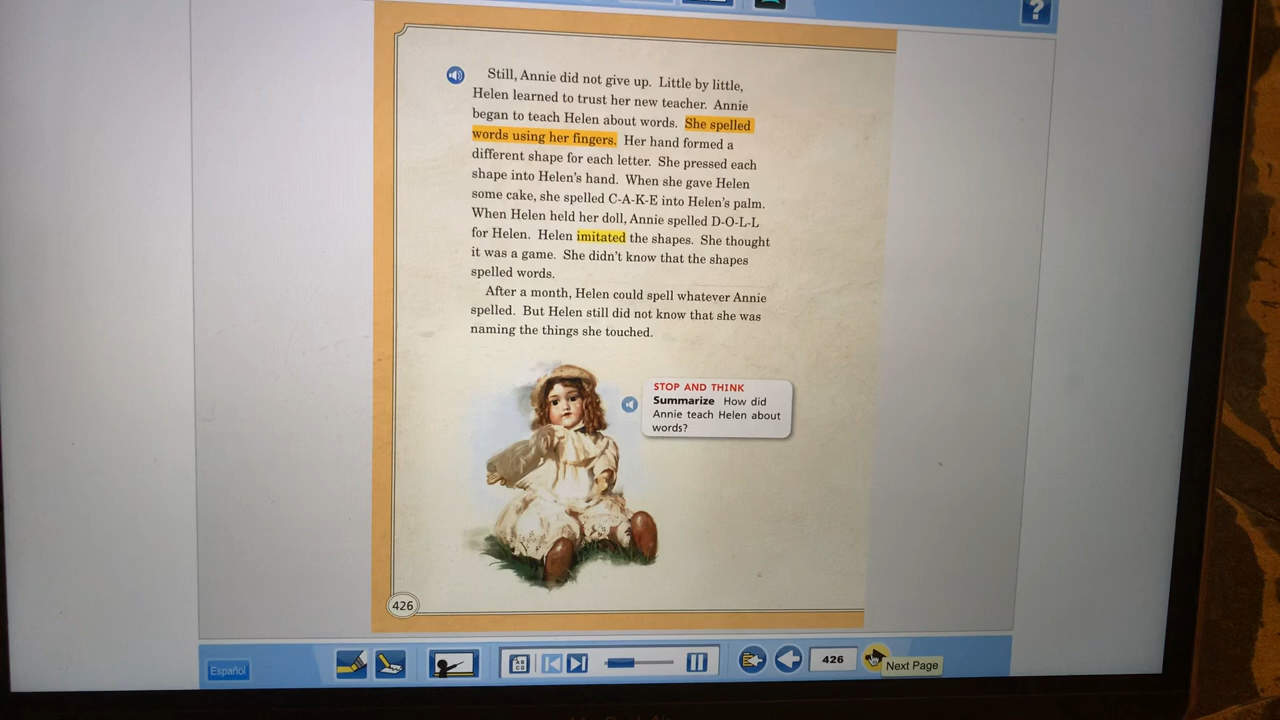 ?
Still, Annie did not give up. Little by little,
Helen learned to trust her new teacher. Annie
began to teach Helen about words. She spelled
words using her fingers. Her hand formed a
different shape for each letter. She pressed each
shape into Helen's hand. When she gave Helen
some cake, she spelled C-A-K-E into Helen's palm.
When Helen held her doll, Annie spelled D-O-L-L
for Helen. Helen imitated the shapes. She thought
it was a game. She didn't know that the shapes
spelled words.
After a month, Helen could spell whatever Annie
spelled. But Helen still did not know that she was
naming the things she touched.
STOP AND THINK
Summarize How did
Annie teach Helen about
words?
426
Español
AB
CD
426
Next Page